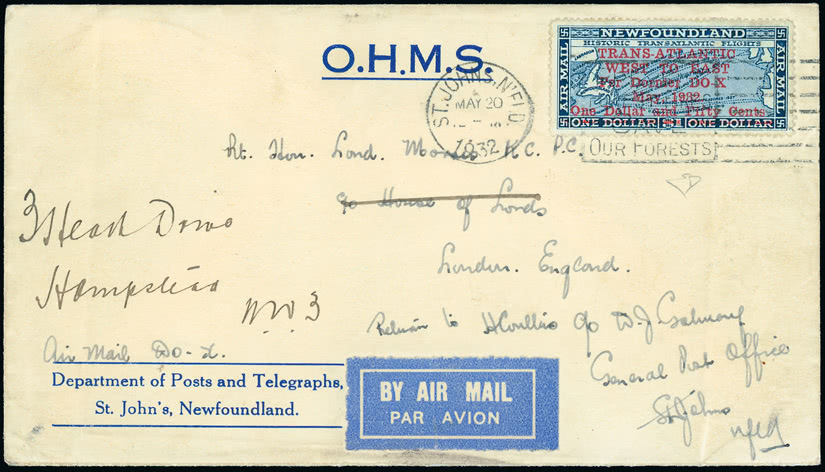 O.H.M.S.
NEWFOUNDLAND
HISTORIC TRANSATLANTIC FLIGHTS
AIR MAIL
AIR MAIL
TRANS-ATLANTIC
WEST TO EAST
Per Dornier DO-X
May, 1932.
One Dollar and Fifty Cents
ONE DOLLAR $1 ONE DOLLAR
ST. JOHN'S, N'FLD.
MAY 20
1932
SAVE
OUR FORESTS
Rt. Hon. Lord. Morris K.C. P.C.
c/o House of Lords
London. England.
3 Heath Drive
Hampstead
N.W. 3
Return to c/o W.J.
General Post Office
St Johns
Nfld
Air Mail Do-X.
Department of Posts and Telegraphs,
St. John's, Newfoundland.
BY AIR MAIL
PAR AVION